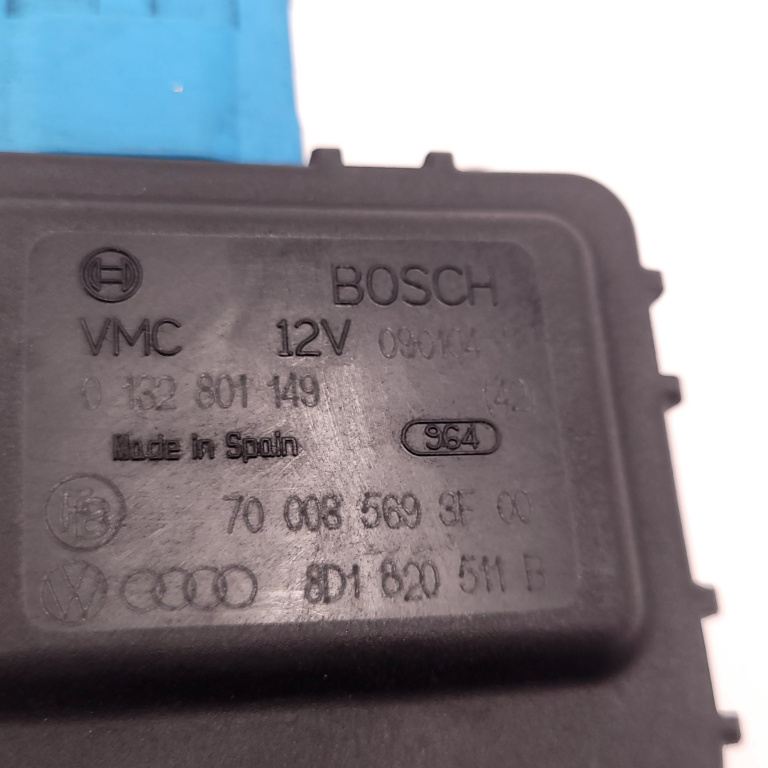 BOSCH
VMC 12V 090104
0 132 801 149 (42)
Made in Spain 964
70 008 569 3F 00
8D1 820 511 B